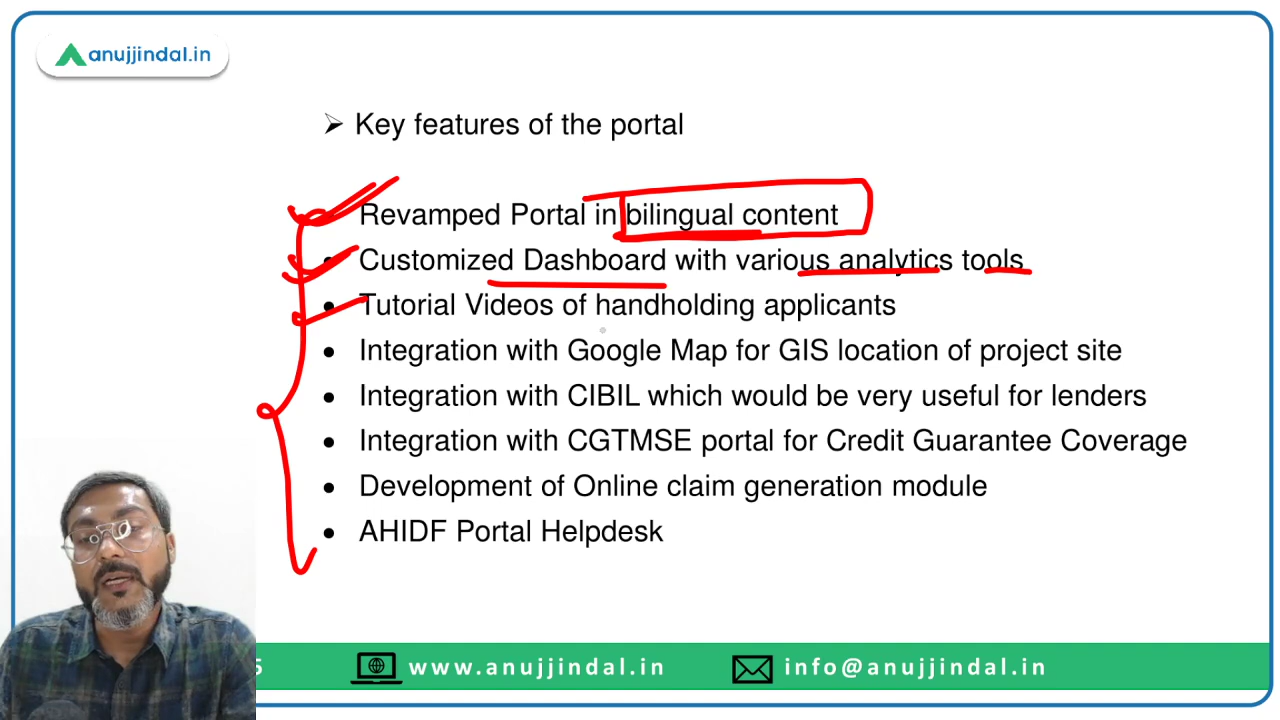 anujjindal.in
➢ Key features of the portal
Revamped Portal in bilingual content
• Customized Dashboard with various analytics tools
• Tutorial Videos of handholding applicants
• Integration with Google Map for GIS location of project site
• Integration with CIBIL which would be very useful for lenders
• Integration with CGTMSE portal for Credit Guarantee Coverage
• Development of Online claim generation module
• AHIDF Portal Helpdesk
5 www.anujjindal.in info@anujjindal.in